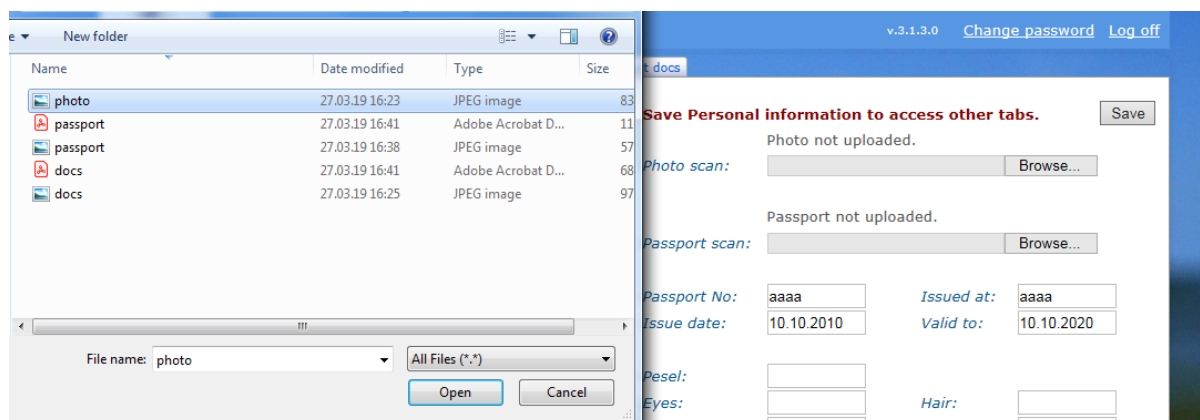 e New folder
Name Date modified Type Size
photo 27.03.19 16:23 JPEG image 83
passport 27.03.19 16:41 Adobe Acrobat D... 11
passport 27.03.19 16:38 JPEG image 57
docs 27.03.19 16:41 Adobe Acrobat D... 68
docs 27.03.19 16:25 JPEG image 97
File name: photo All Files (*.*)
Open Cancel
v.3.1.3.0 Change password Log off
t docs
Save Personal information to access other tabs. Save
Photo not uploaded.
Photo scan: Browse...
Passport not uploaded.
Passport scan: Browse...
Passport No: aaaa Issued at: aaaa
Issue date: 10.10.2010 Valid to: 10.10.2020
Pesel:
Eyes: Hair: